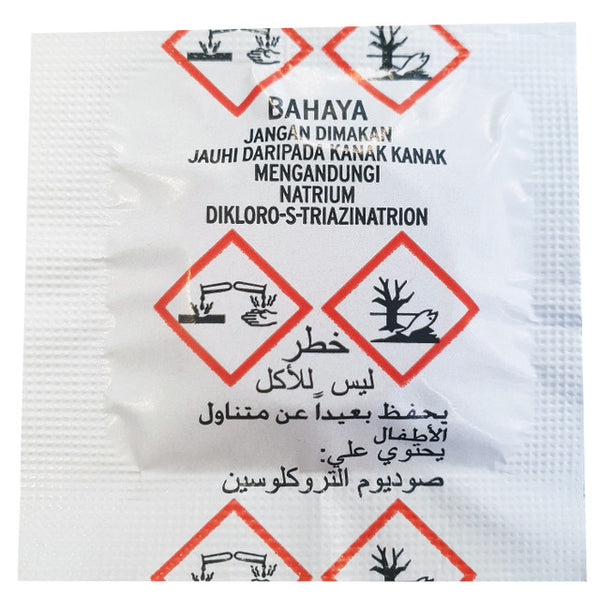 BAHAYA
JANGAN DIMAKAN
JAUHI DARIPADA KANAK KANAK
MENGANDUNGI
NATRIUM
DIKLORO-S-TRIAZINATRION
خطر
ليس للأكل
يحفظ بعيداً عن متناول
الأطفال
يحتوي علي:
صوديوم التروكلوسين